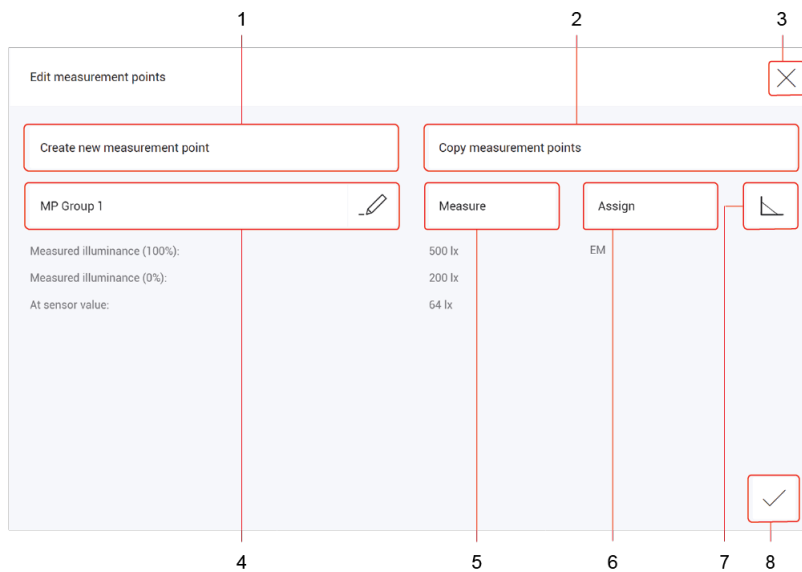 1 2 3
Edit measurement points
Create new measurement point Copy measurement points
MP Group 1 Measure Assign
Measured illuminance (100%): 500 lx EM
Measured illuminance (0%): 200 lx
At sensor value: 64 lx
4 5 6 7 8